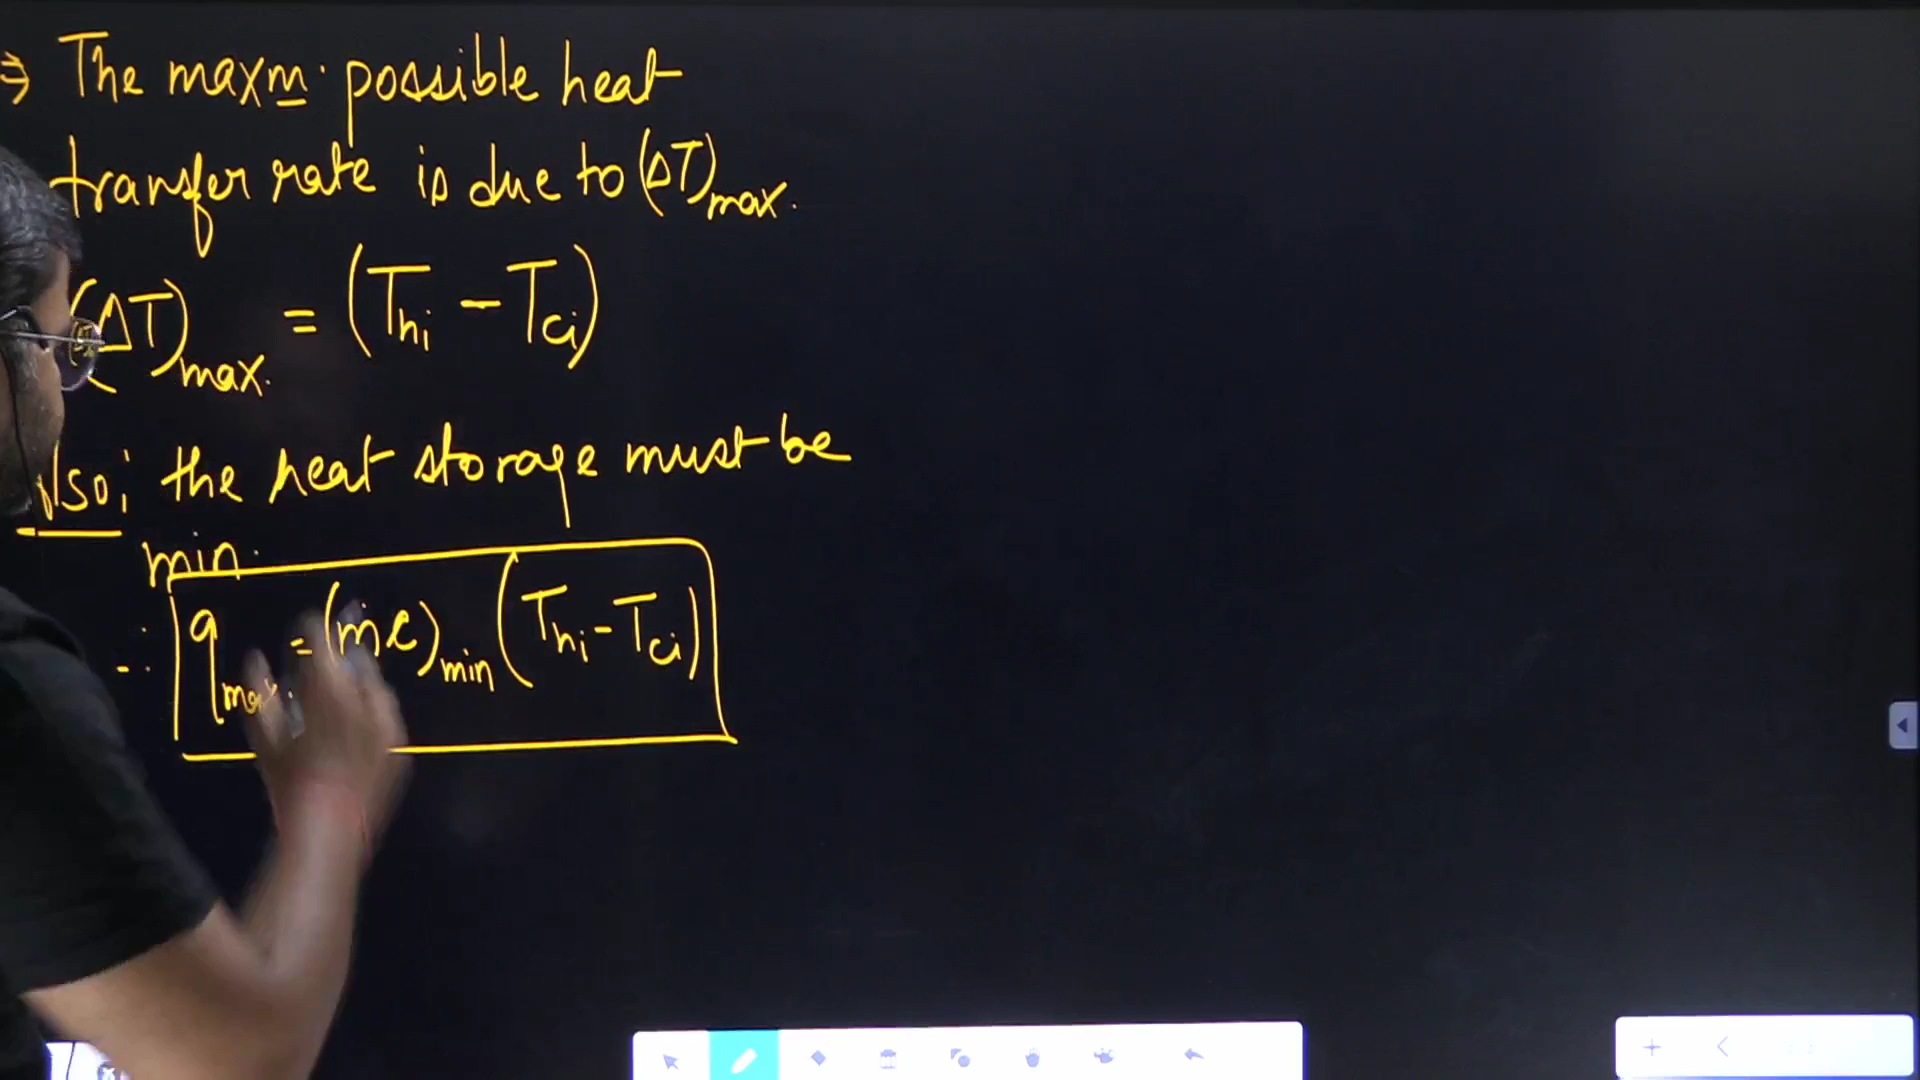 ⇒ The maxm. possible heat
transfer rate is due to (ΔT)max.
(ΔT)max. = (Thi - Tci)
Also; the heat storage must be
min.
∴ qmax. = (ṁc)min (Thi - Tci)